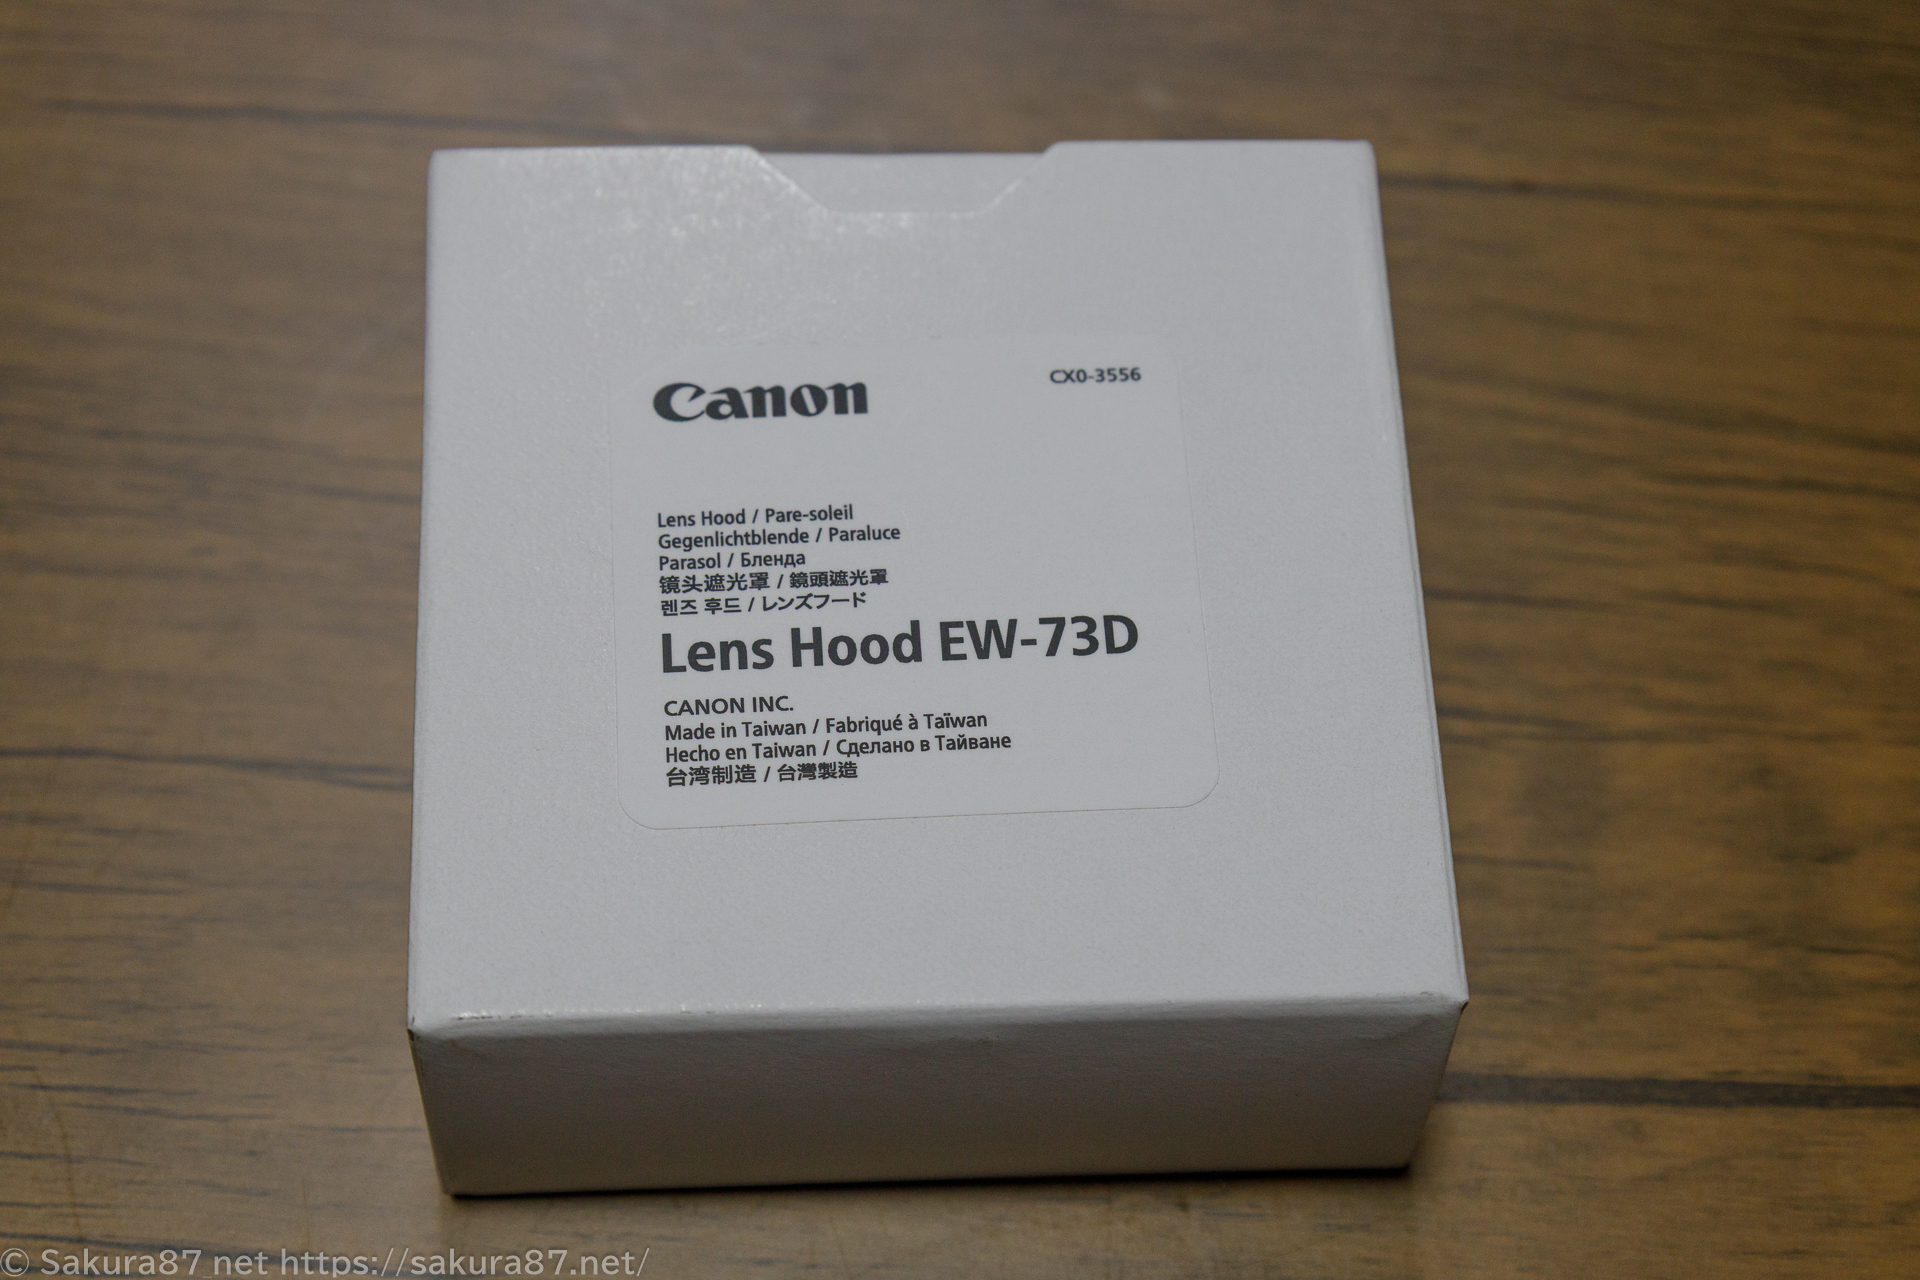 Canon
CX0-3556
Lens Hood / Pare-soleil
Gegenlichtblende / Paraluce
Parasol / Бленда
镜头遮光罩 / 鏡頭遮光罩
렌즈 후드 / レンズフード
Lens Hood EW-73D
CANON INC.
Made in Taiwan / Fabriqué à Taïwan
Hecho en Taiwan / Сделано в Тайване
台湾制造 / 台灣製造
© Sakura87.net https://sakura87.net/